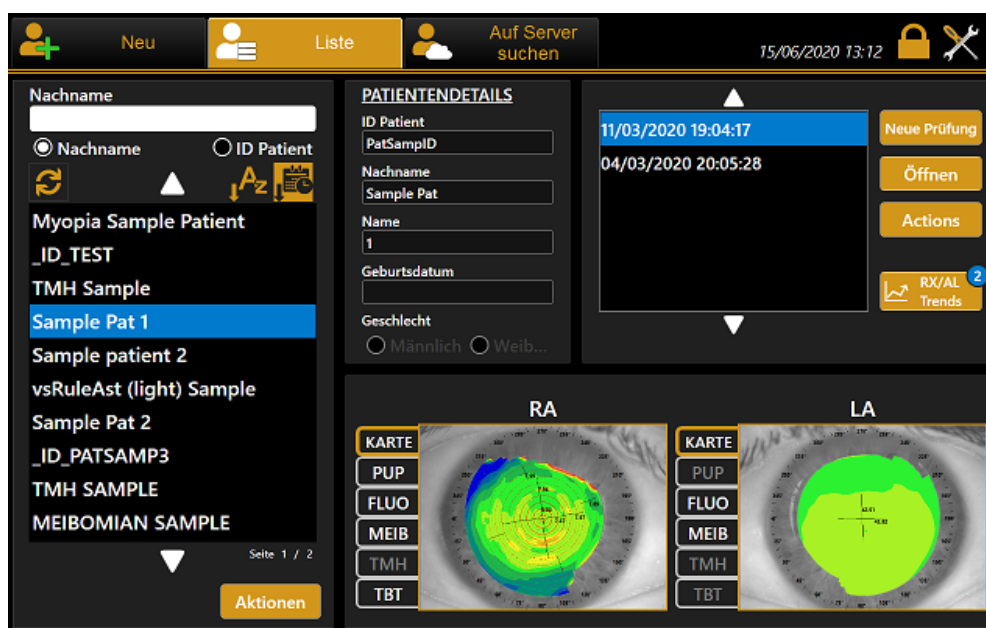 Neu
Liste
Auf Server
suchen
15/06/2020 13:12
Nachname
Nachname
ID Patient
AZ
Myopia Sample Patient
_ID_TEST
TMH Sample
Sample Pat 1
Sample patient 2
vsRuleAst (light) Sample
Sample Pat 2
_ID_PATSAMP3
TMH SAMPLE
MEIBOMIAN SAMPLE
Seite 1 / 2
Aktionen
PATIENTENDETAILS
ID Patient
PatSampID
Nachname
Sample Pat
Name
1
Geburtsdatum
Geschlecht
Männlich
Weib...
11/03/2020 19:04:17
04/03/2020 20:05:28
Neue Prüfung
Öffnen
Actions
2
RX/AL
Trends
RA
KARTE
PUP
FLUO
MEIB
TMH
TBT
LA
KARTE
PUP
FLUO
MEIB
TMH
TBT